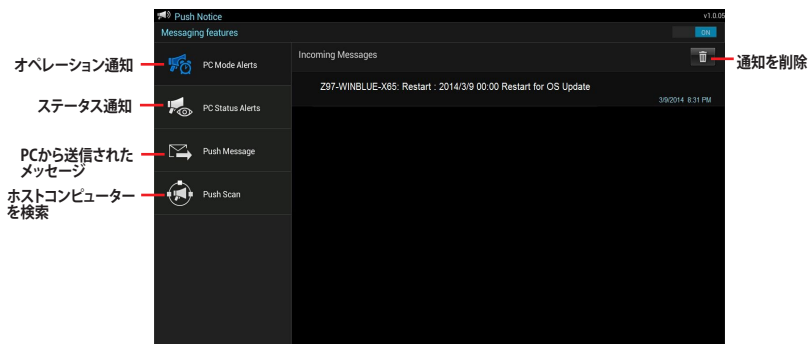 Push Notice
v1.0.05
Messaging features
ON
オペレーション通知
PC Mode Alerts
Incoming Messages
通知を削除
Z97-WINBLUE-X65: Restart : 2014/3/9 00:00 Restart for OS Update
3/9/2014 8:31 PM
ステータス通知
PC Status Alerts
PCから送信された
メッセージ
Push Message
ホストコンピューター
を検索
Push Scan